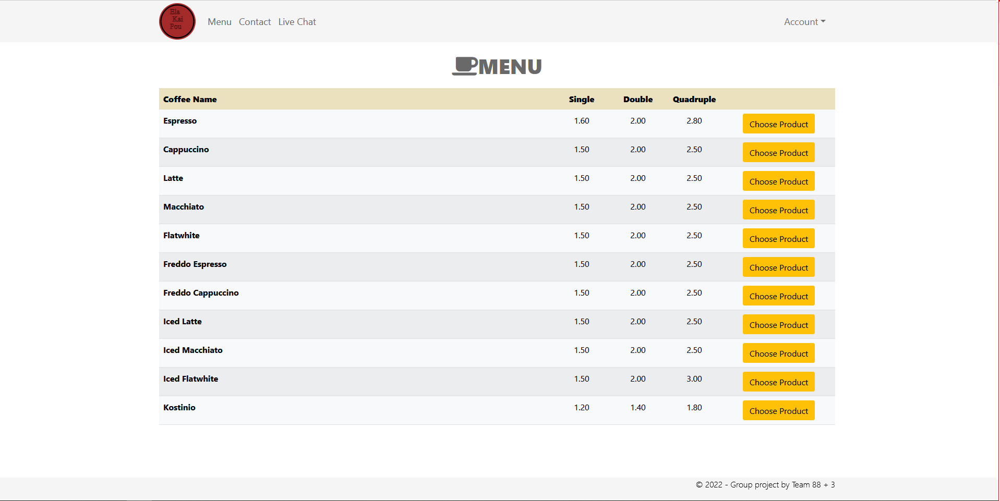 Ela
Kai
Pou
Menu Contact Live Chat Account
MENU
Coffee Name Single Double Quadruple
Espresso 1.60 2.00 2.80 Choose Product
Cappuccino 1.50 2.00 2.50 Choose Product
Latte 1.50 2.00 2.50 Choose Product
Macchiato 1.50 2.00 2.50 Choose Product
Flatwhite 1.50 2.00 2.50 Choose Product
Freddo Espresso 1.50 2.00 2.50 Choose Product
Freddo Cappuccino 1.50 2.00 2.50 Choose Product
Iced Latte 1.50 2.00 2.50 Choose Product
Iced Macchiato 1.50 2.00 2.50 Choose Product
Iced Flatwhite 1.50 2.00 3.00 Choose Product
Kostinio 1.20 1.40 1.80 Choose Product
© 2022 - Group project by Team 88 + 3